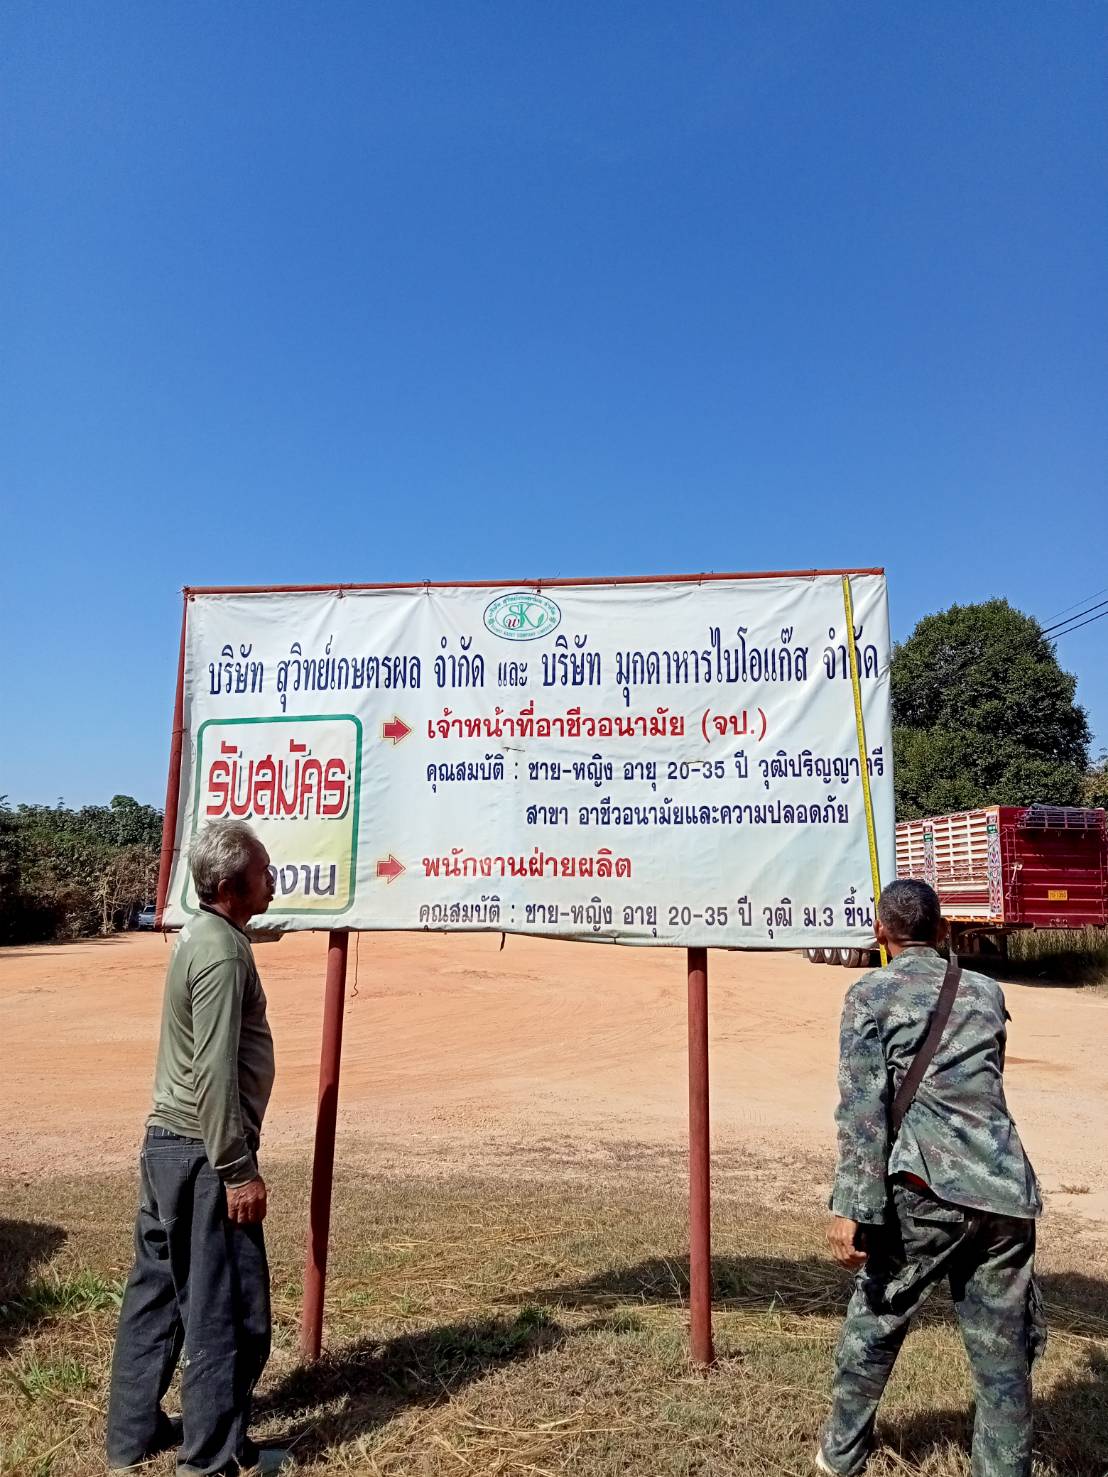 SuK
บริษัท สุวิทย์เกษตรผล จำกัด และ บริษัท มุกดาหารไบโอแก๊ส จำกัด
รับสมัคร
เจ้าหน้าที่อาชีวอนามัย (จป.)
คุณสมบัติ : ชาย-หญิง อายุ 20-35 ปี วุฒิปริญญาตรี
สาขา อาชีวอนามัยและความปลอดภัย
งาน
พนักงานฝ่ายผลิต
คุณสมบัติ : ชาย-หญิง อายุ 20-35 ปี วุฒิ ม.3 ขึ้น